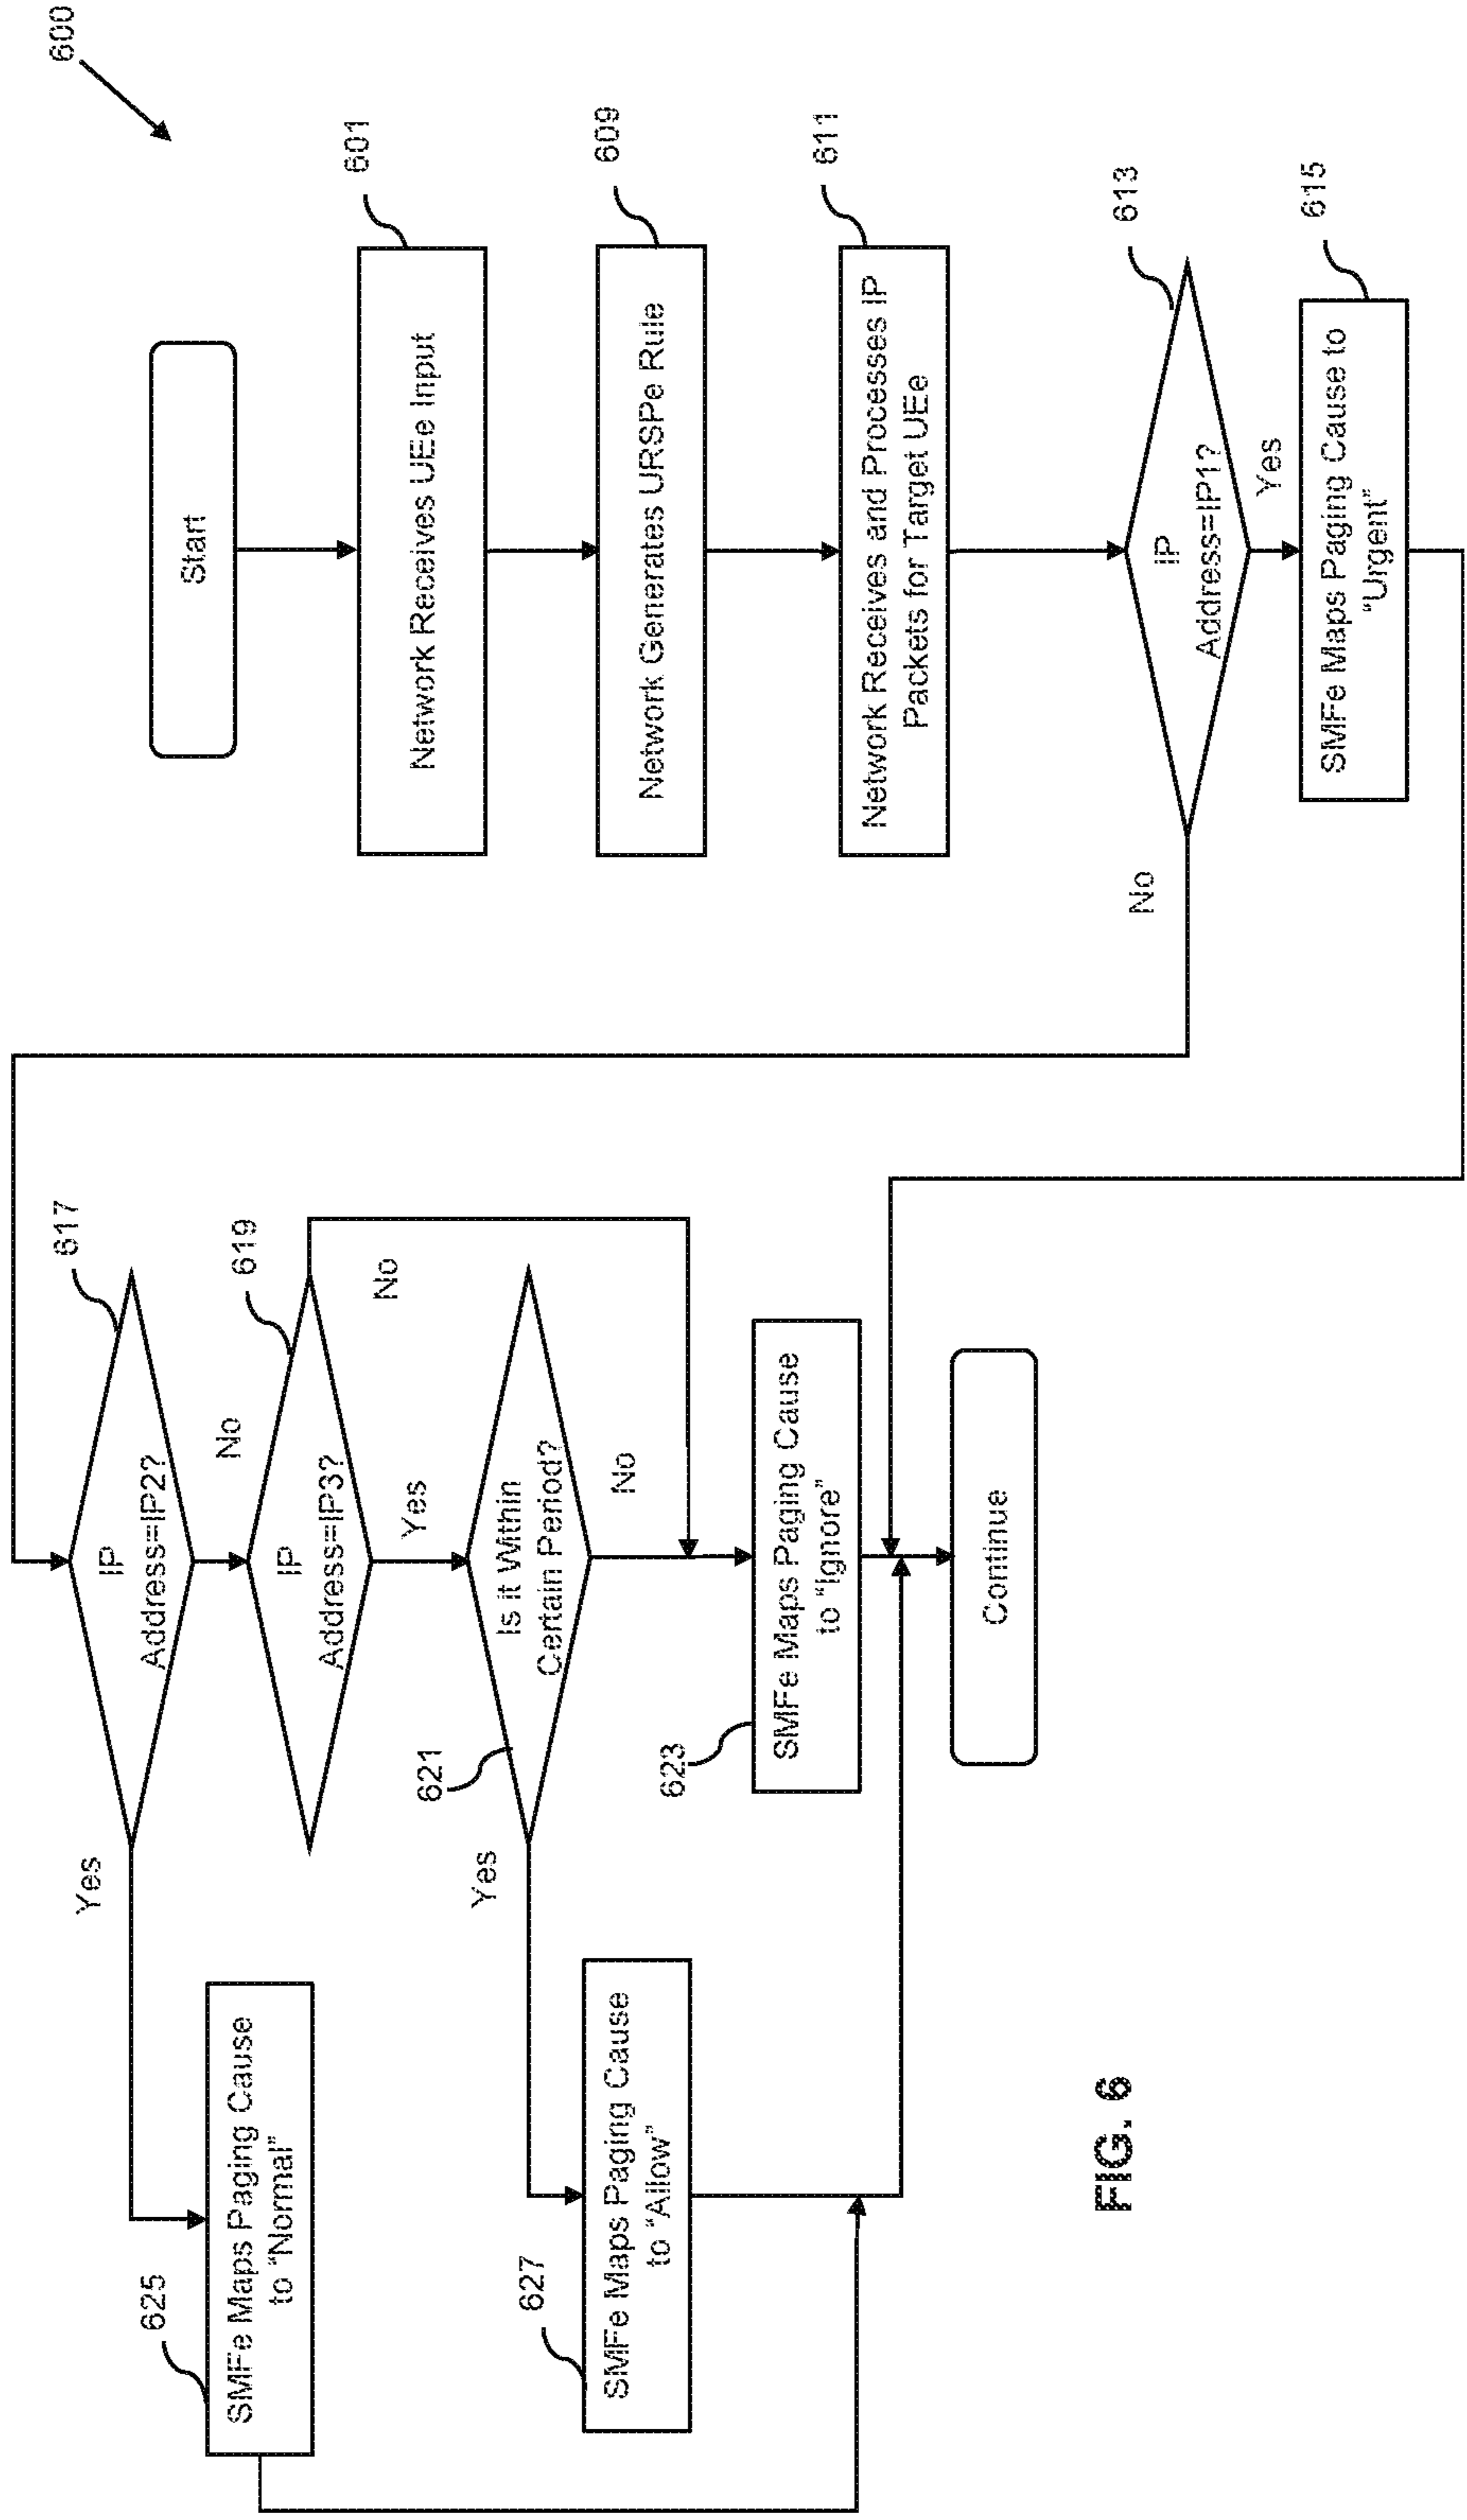 600
Start
601
Network Receives UEe Input
609
Network Generates URSPe Rule
611
Network Receives and Processes IP
Packets for Target UEe
613
IP
Address=IP1?
No
Yes
615
SMFe Maps Paging Cause to
“Urgent”
617
IP
Address=IP2?
Yes
No
619
IP
Address=IP3?
No
Yes
621
Is it Within
Certain Period?
Yes
No
623
SMFe Maps Paging Cause
to “Ignore”
625
SMFe Maps Paging Cause
to “Normal”
627
SMFe Maps Paging Cause
to “Allow”
Continue
FIG. 6